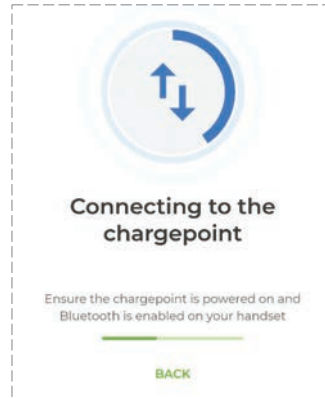 Connecting to the
chargepoint
Ensure the chargepoint is powered on and
Bluetooth is enabled on your handset
BACK